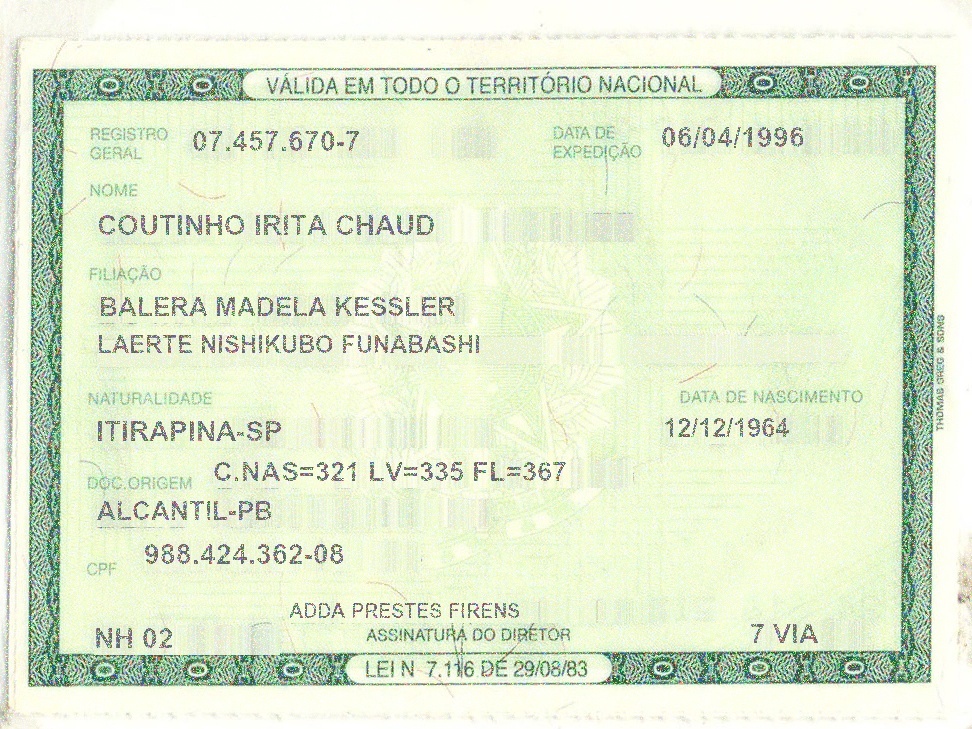 VÁLIDA EM TODO O TERRITÓRIO NACIONAL
REGISTRO GERAL 07.457.670-7 DATA DE EXPEDIÇÃO 06/04/1996
NOME
COUTINHO IRITA CHAUD
FILIAÇÃO
BALERA MADELA KESSLER
LAERTE NISHIKUBO FUNABASHI
NATURALIDADE DATA DE NASCIMENTO
ITIRAPINA-SP 12/12/1964
DOC.ORIGEM C.NAS=321 LV=335 FL=367
ALCANTIL-PB
CPF 988.424.362-08
ADDA PRESTES FIRENS
NH 02 ASSINATURA DO DIRETOR 7 VIA
LEI N 7.116 DE 29/08/83
THOMAS GREG & SONS